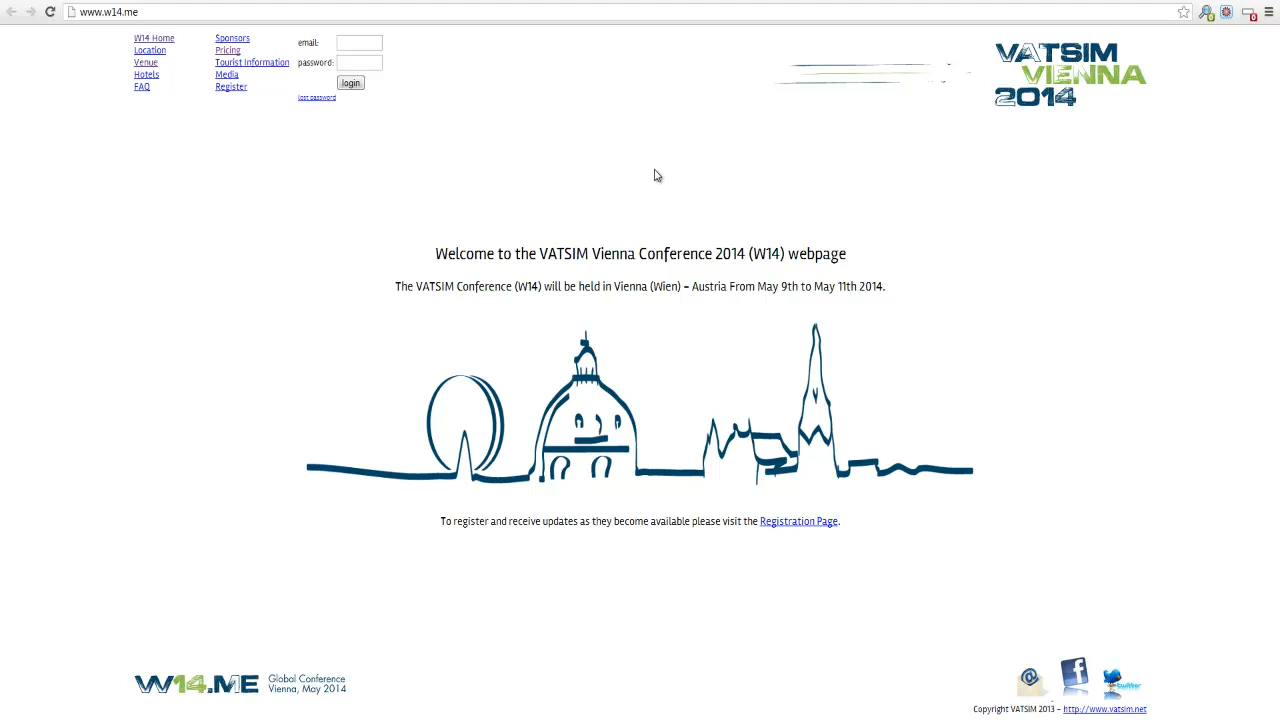 www.w14.me
W14 Home
Location
Venue
Hotels
FAQ
Sponsors
Pricing
Tourist Information
Media
Register
email:
password:
login
lost password
VATSIM
VIENNA
2014
Welcome to the VATSIM Vienna Conference 2014 (W14) webpage
The VATSIM Conference (W14) will be held in Vienna (Wien) - Austria From May 9th to May 11th 2014.
To register and receive updates as they become available please visit the Registration Page.
W14.ME
Global Conference
Vienna, May 2014
@
f
twitter
Copyright VATSIM 2013 - http://www.vatsim.net